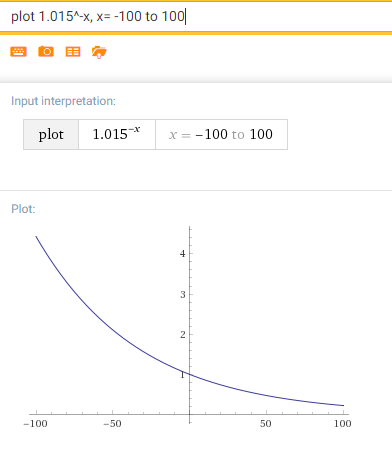 plot 1.015^-x, x= -100 to 100
Input interpretation:
plot 1.015⁻ˣ x = −100 to 100
Plot:
4
3
2
1
−100 −50 50 100